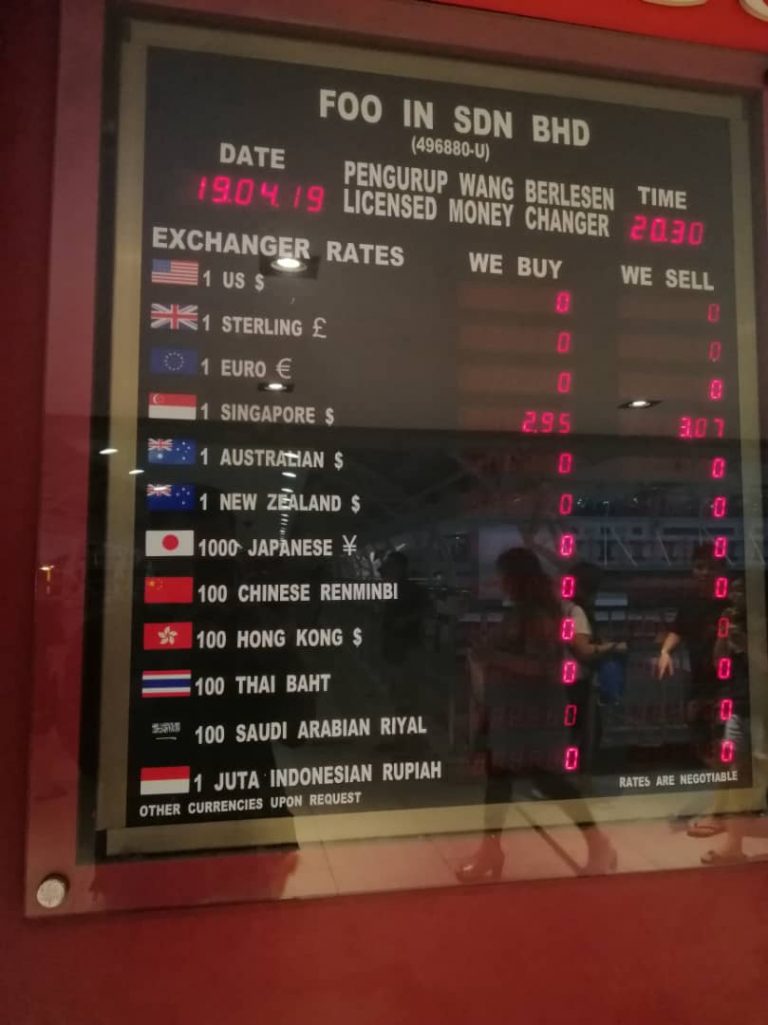 FOO IN SDN BHD
(496880-U)
DATE PENGURUP WANG BERLESEN TIME
19.04.19 LICENSED MONEY CHANGER 20.30
EXCHANGER RATES WE BUY WE SELL
1 US $ 0 0
1 STERLING £ 0 0
1 EURO € 0 0
1 SINGAPORE $ 2.95 3.07
1 AUSTRALIAN $ 0 0
1 NEW ZEALAND $ 0 0
1000 JAPANESE ¥ 0 0
100 CHINESE RENMINBI 0 0
100 HONG KONG $ 0 0
100 THAI BAHT 0 0
100 SAUDI ARABIAN RIYAL 0 0
1 JUTA INDONESIAN RUPIAH 0 0
OTHER CURRENCIES UPON REQUEST RATES ARE NEGOTIABLE